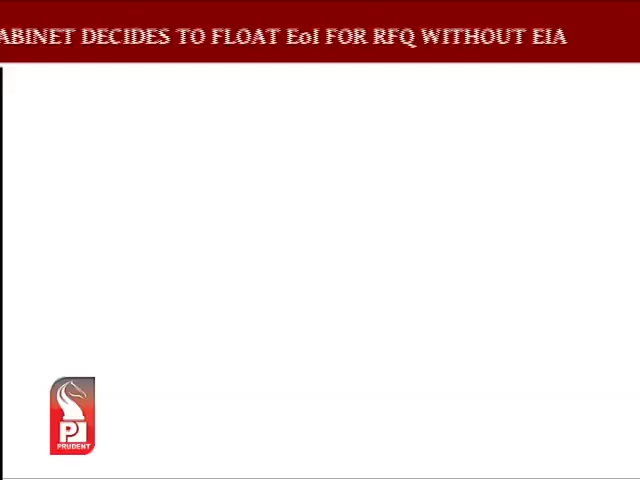 ABINET DECIDES TO FLOAT EoI FOR RFQ WITHOUT EIA
P
PRUDENT